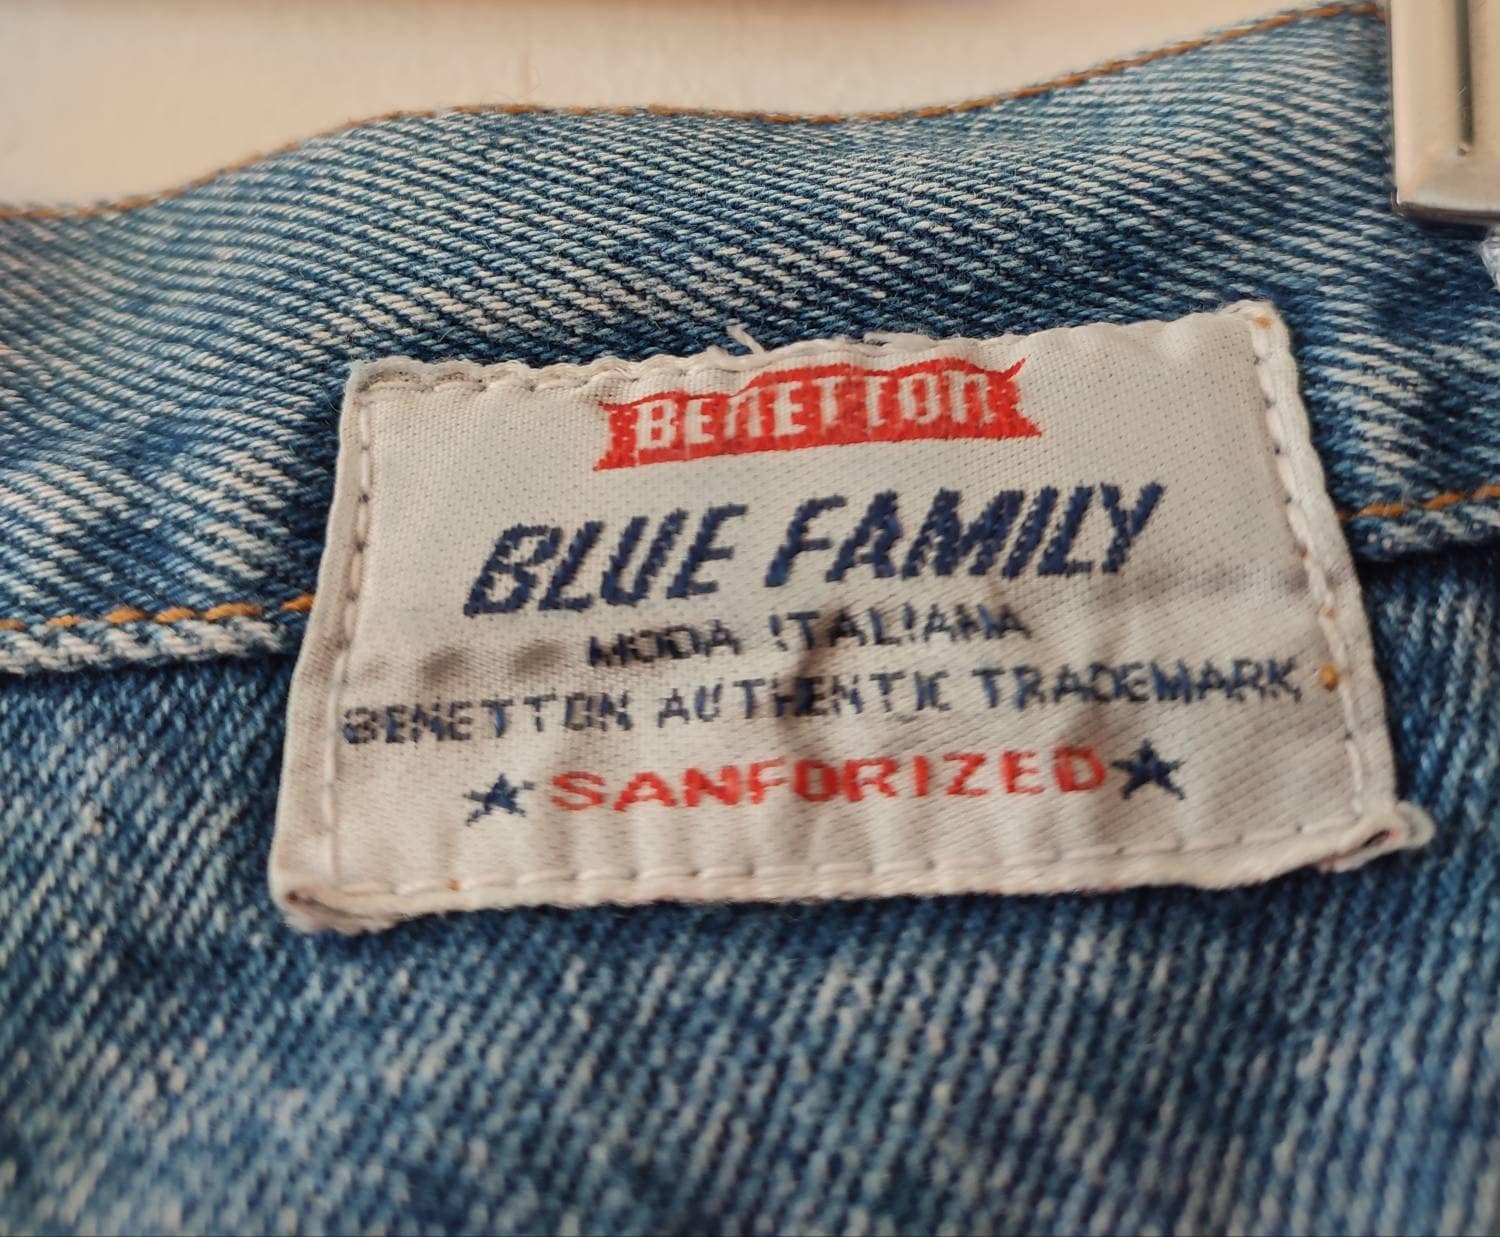 BENETTON
BLUE FAMILY
MODA ITALIANA
BENETTON AUTHENTIC TRADEMARK
★ SANFORIZED ★